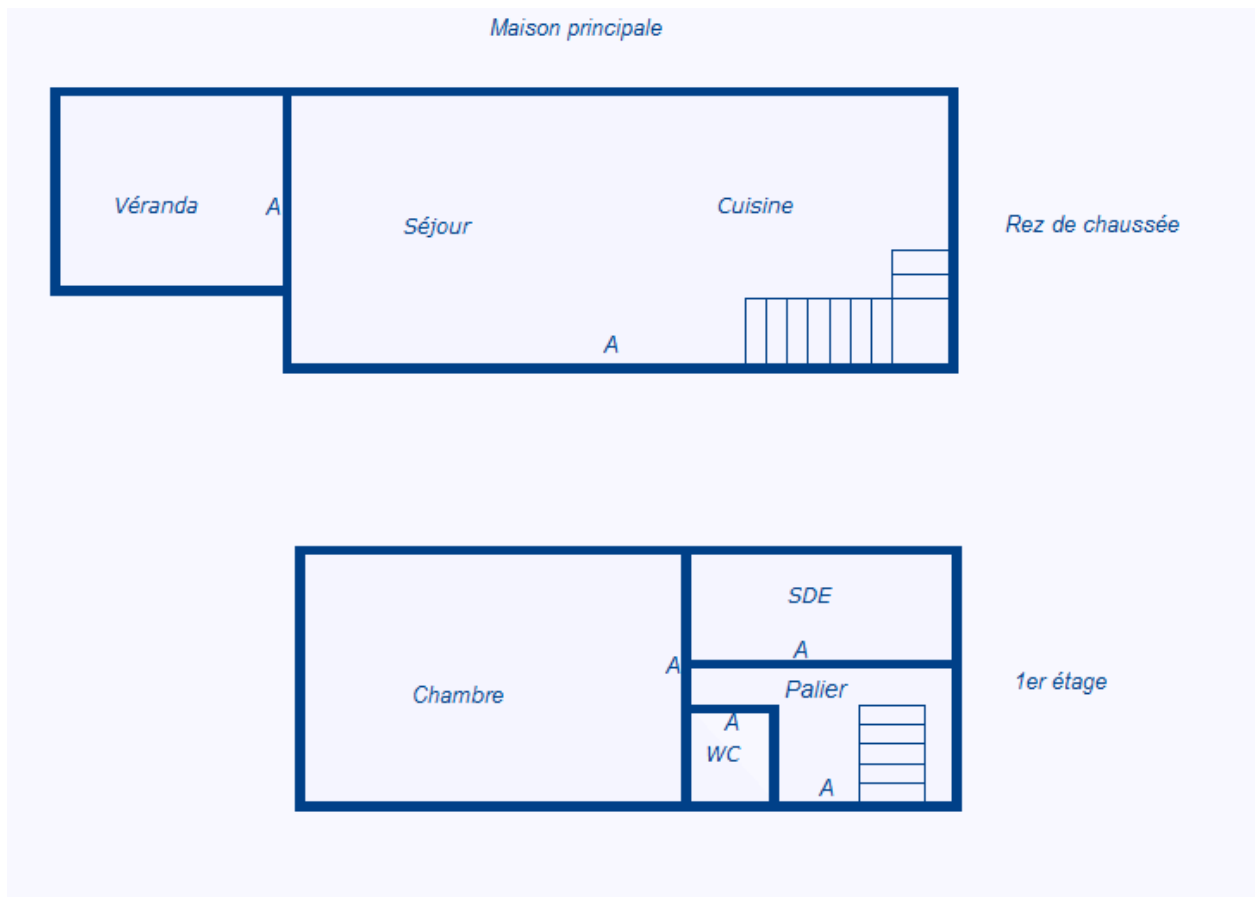 Maison principale
Véranda
A
Séjour
Cuisine
Rez de chaussée
A
SDE
A
A
Chambre
Palier
1er étage
A
WC
A